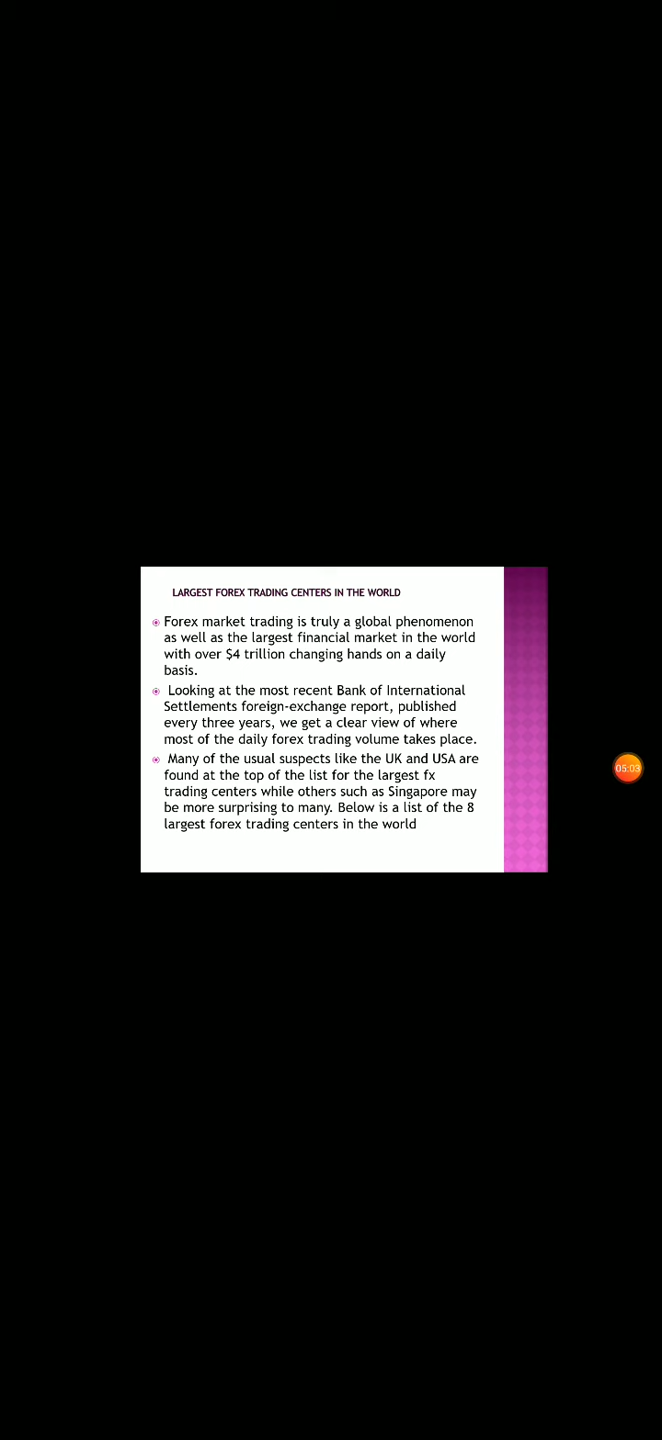 LARGEST FOREX TRADING CENTERS IN THE WORLD
Forex market trading is truly a global phenomenon
as well as the largest financial market in the world
with over $4 trillion changing hands on a daily
basis.
Looking at the most recent Bank of International
Settlements foreign-exchange report, published
every three years, we get a clear view of where
most of the daily forex trading volume takes place.
Many of the usual suspects like the UK and USA are
found at the top of the list for the largest fx
trading centers while others such as Singapore may
be more surprising to many. Below is a list of the 8
largest forex trading centers in the world
05:03